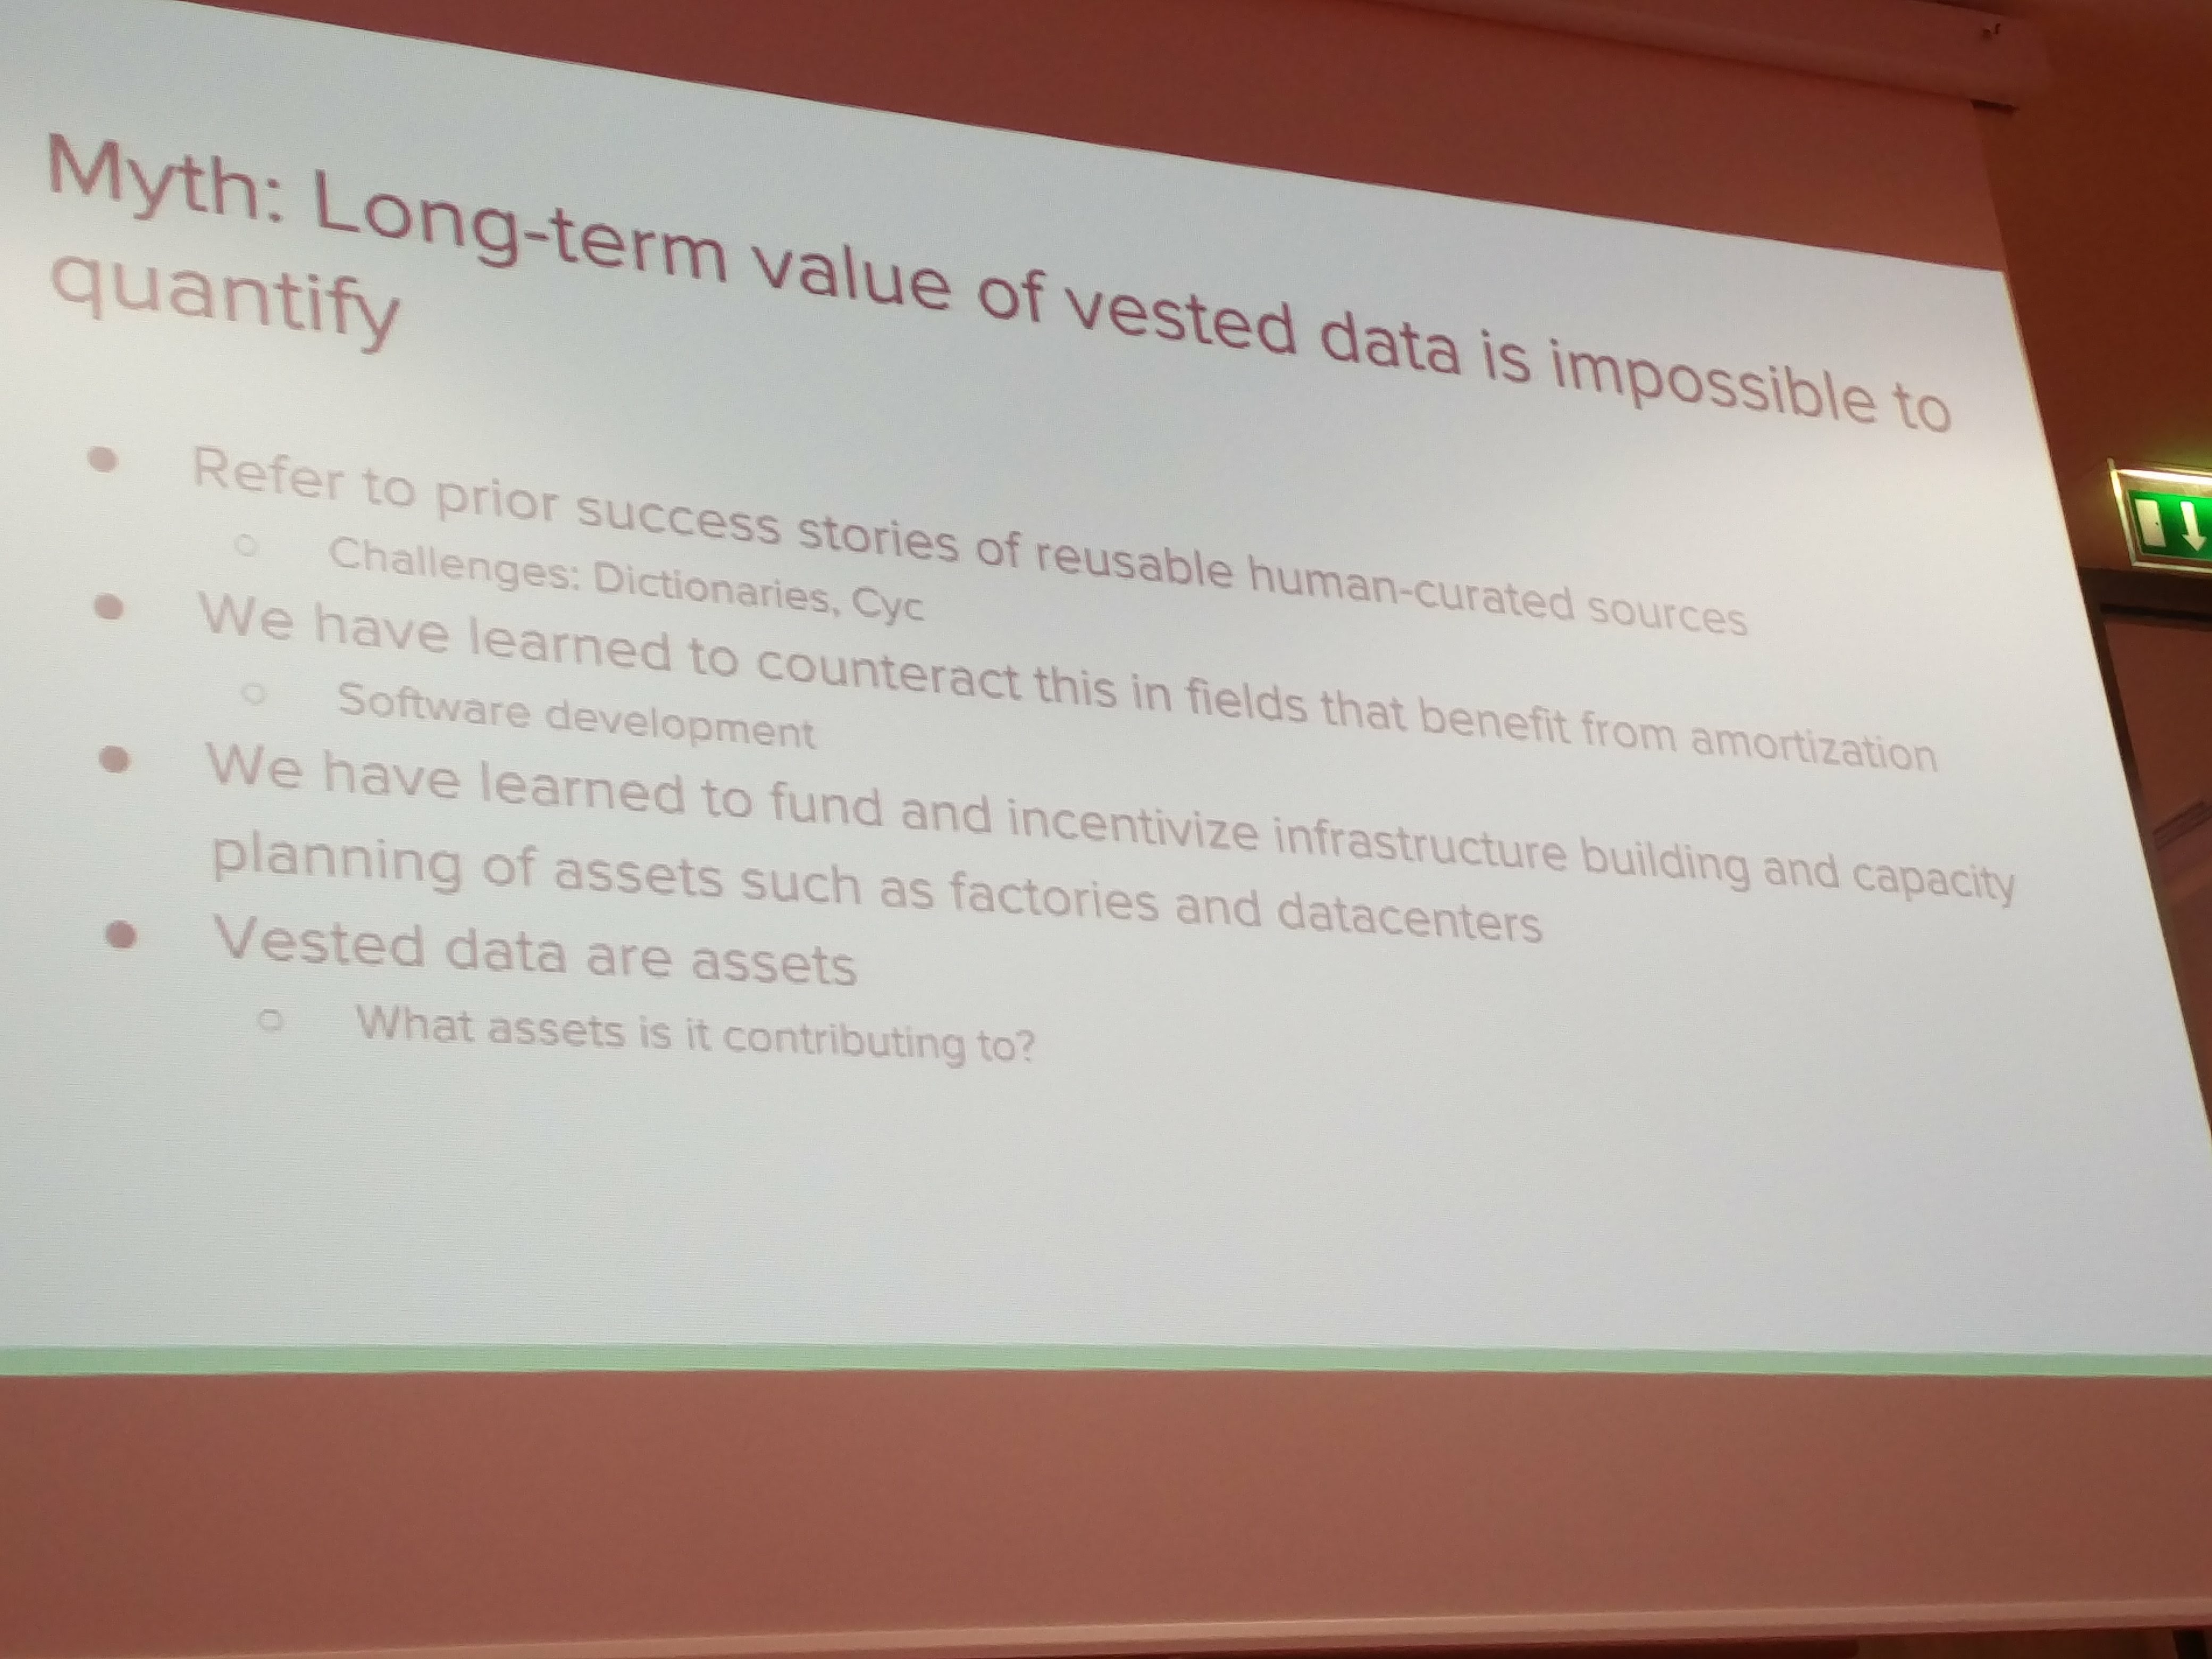 Myth: Long-term value of vested data is impossible to
quantify
● Refer to prior success stories of reusable human-curated sources
○ Challenges: Dictionaries, Cyc
● We have learned to counteract this in fields that benefit from amortization
○ Software development
● We have learned to fund and incentivize infrastructure building and capacity
planning of assets such as factories and datacenters
● Vested data are assets
○ What assets is it contributing to?